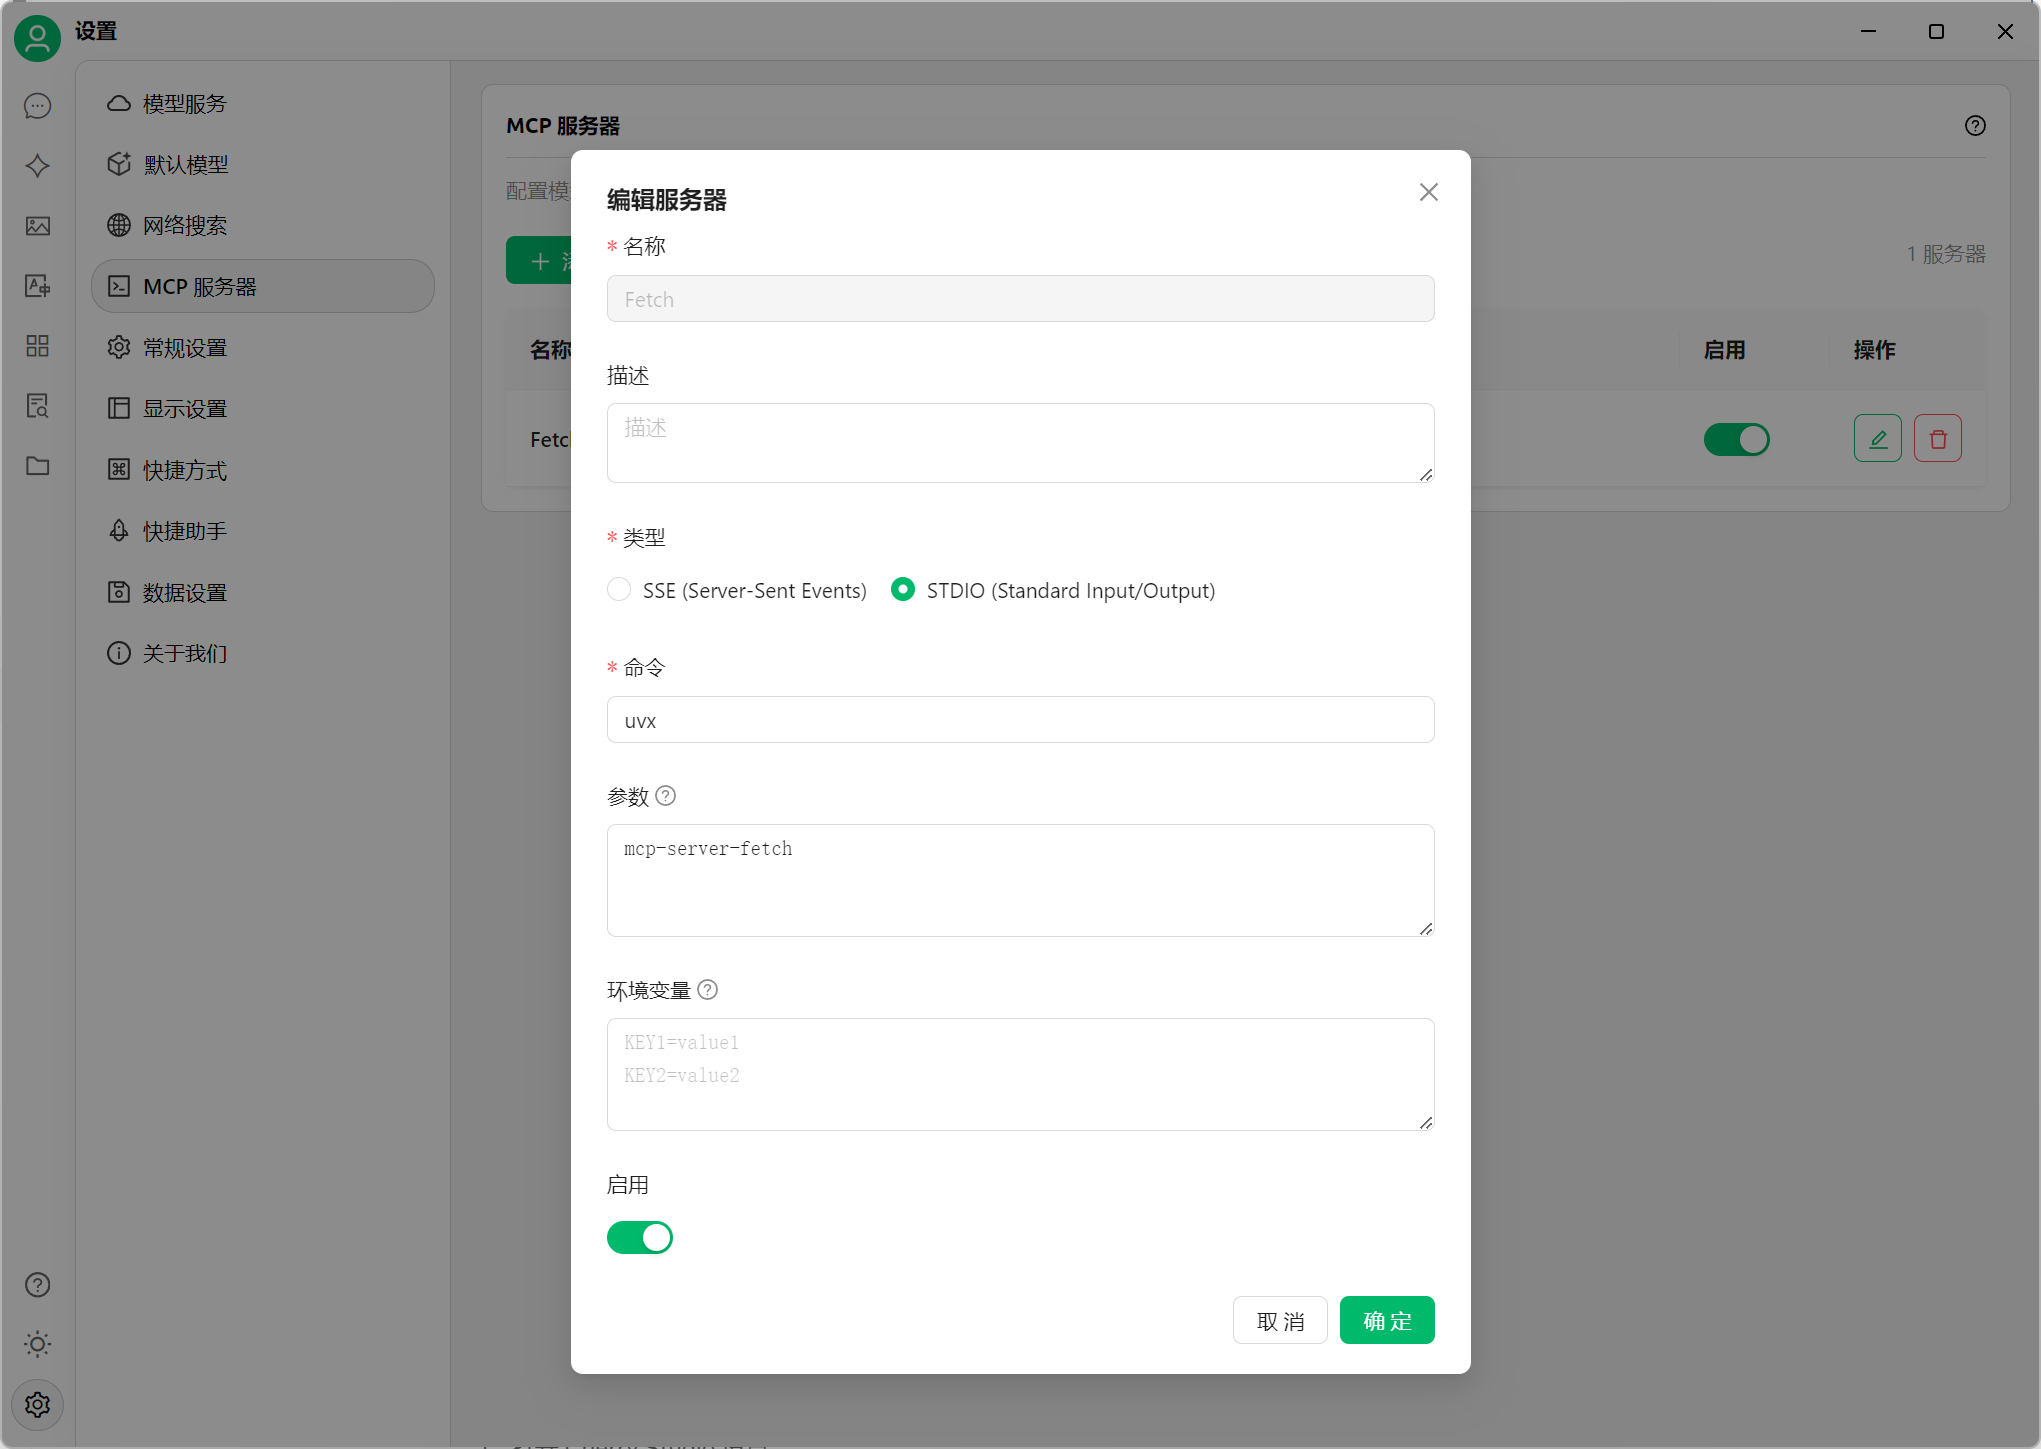 设置
模型服务
默认模型
网络搜索
MCP 服务器
常规设置
显示设置
快捷方式
快捷助手
数据设置
关于我们
MCP 服务器
配置模
1 服务器
名称
启用
操作
Fetc
编辑服务器
* 名称
Fetch
描述
描述
* 类型
SSE (Server-Sent Events)
STDIO (Standard Input/Output)
* 命令
uvx
参数
mcp-server-fetch
环境变量
KEY1=value1
KEY2=value2
启用
取 消
确 定